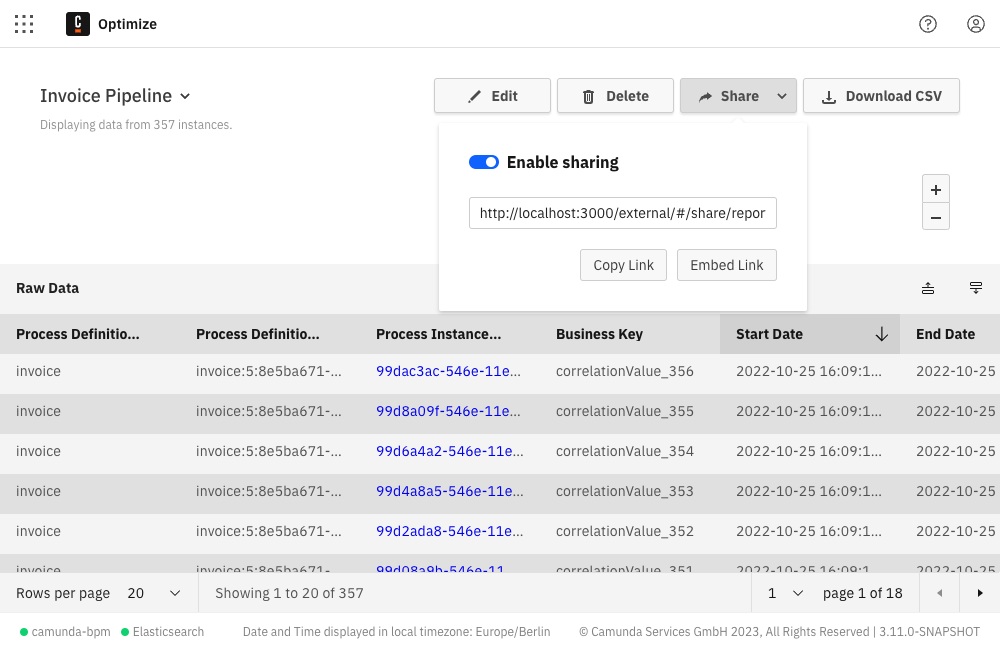 Optimize
Invoice Pipeline
Displaying data from 357 instances.
Edit
Delete
Share
Download CSV
Enable sharing
http://localhost:3000/external/#/share/repor
Copy Link
Embed Link
+
−
Raw Data
Process Definitio... Process Definitio... Process Instance... Business Key Start Date End Date
invoice invoice:5:8e5ba671-... 99dac3ac-546e-11e... correlationValue_356 2022-10-25 16:09:1... 2022-10-25
invoice invoice:5:8e5ba671-... 99d8a09f-546e-11e... correlationValue_355 2022-10-25 16:09:1... 2022-10-25
invoice invoice:5:8e5ba671-... 99d6a4a2-546e-11e... correlationValue_354 2022-10-25 16:09:1... 2022-10-25
invoice invoice:5:8e5ba671-... 99d4a8a5-546e-11e... correlationValue_353 2022-10-25 16:09:1... 2022-10-25
invoice invoice:5:8e5ba671-... 99d2ada8-546e-11e... correlationValue_352 2022-10-25 16:09:1... 2022-10-25
invoice invoice:5:8e5ba671-... 99d08a9b-546e-11... correlationValue_351 2022-10-25 16:09:1... 2022-10-25
Rows per page 20 Showing 1 to 20 of 357 1 page 1 of 18
camunda-bpm Elasticsearch Date and Time displayed in local timezone: Europe/Berlin © Camunda Services GmbH 2023, All Rights Reserved | 3.11.0-SNAPSHOT